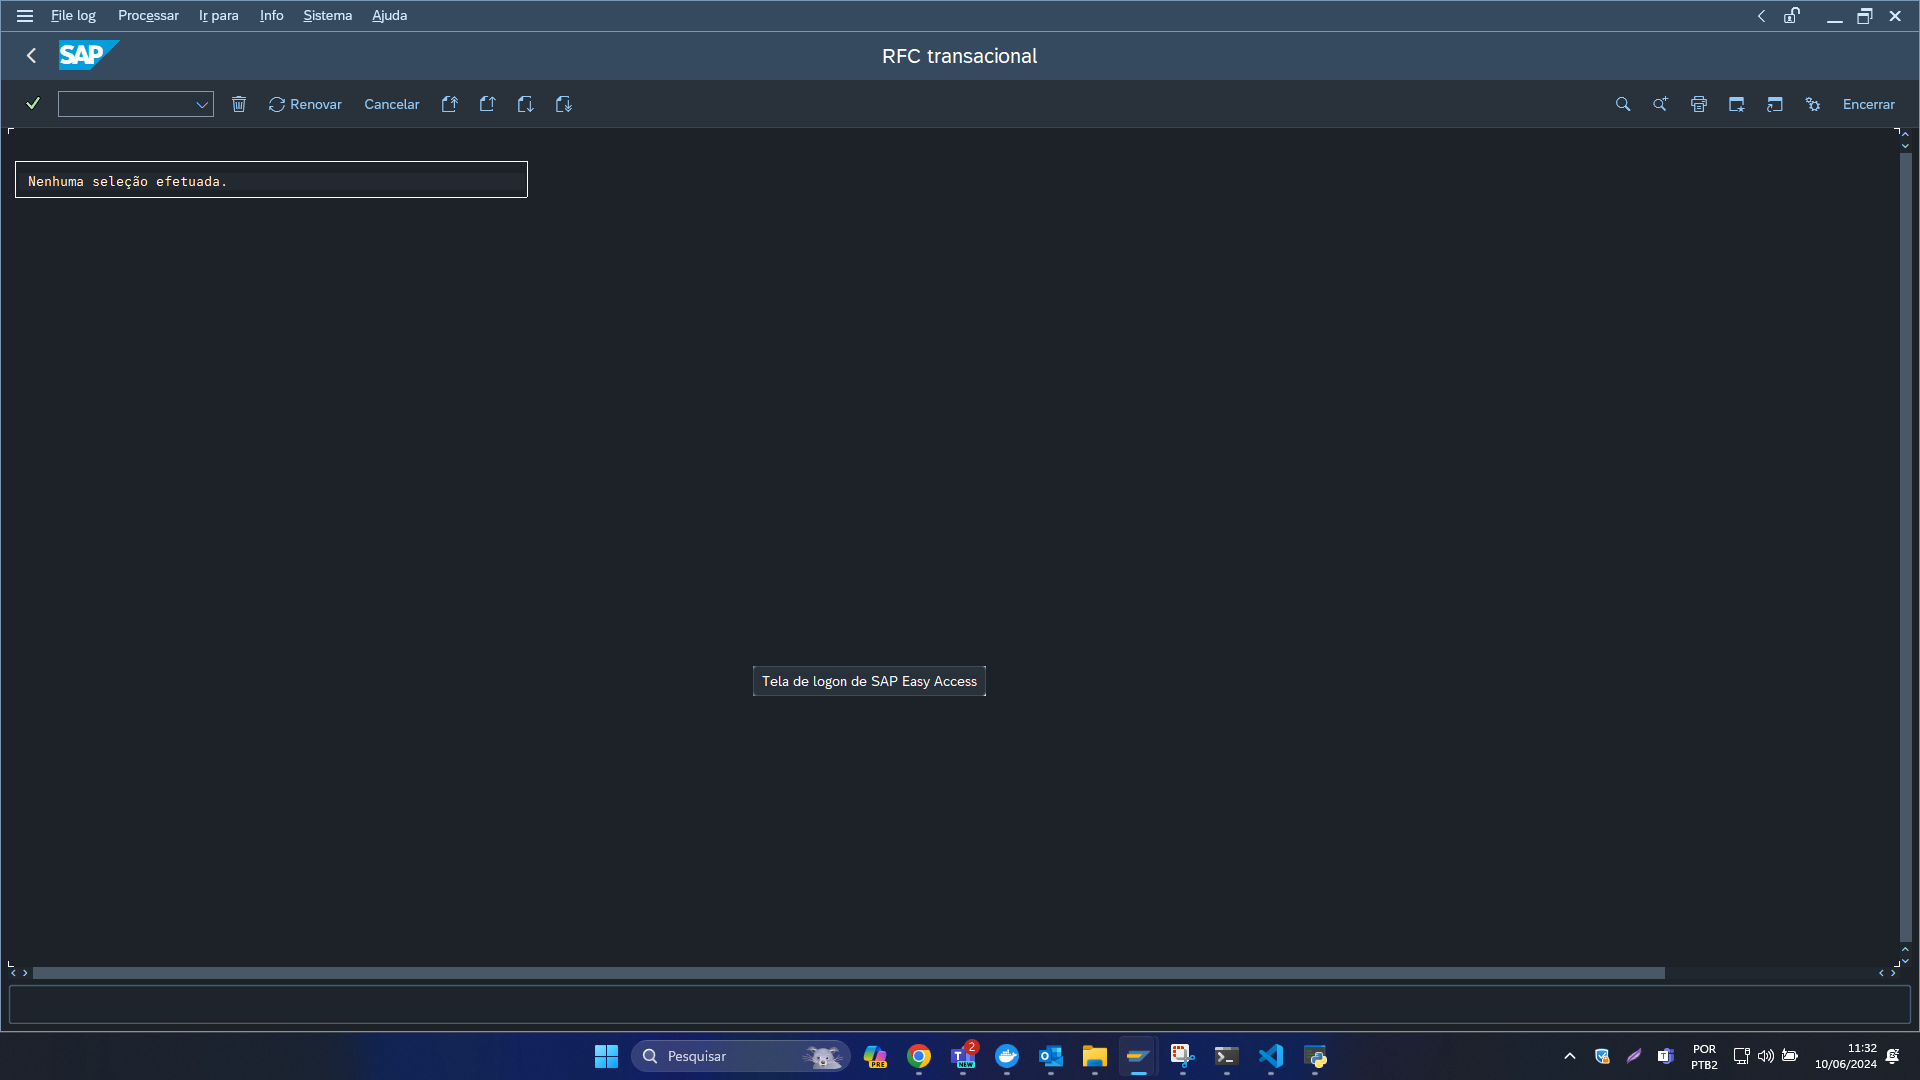 File log Processar Ir para Info Sistema Ajuda
SAP RFC transacional
Renovar Cancelar Encerrar
Nenhuma seleção efetuada.
Tela de logon de SAP Easy Access
Pesquisar
PRE
T
NEW
2
T
POR
PTB2
11:32
10/06/2024